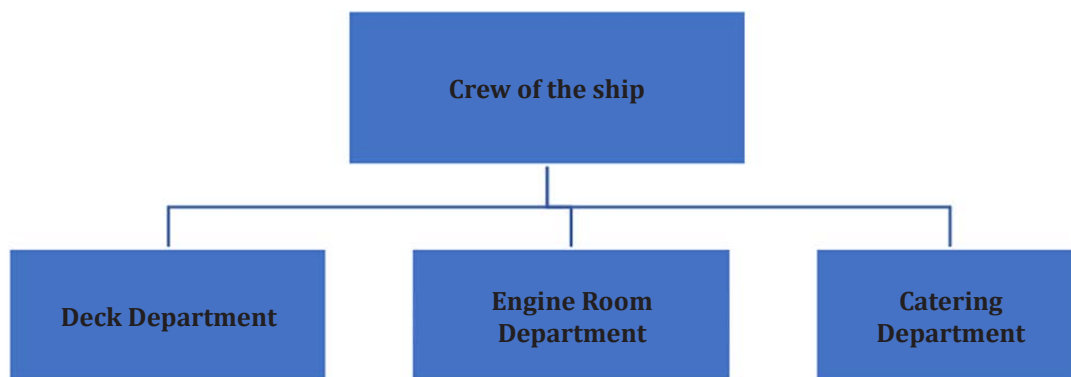 Crew of the ship
Deck Department
Engine Room
Department
Catering
Department